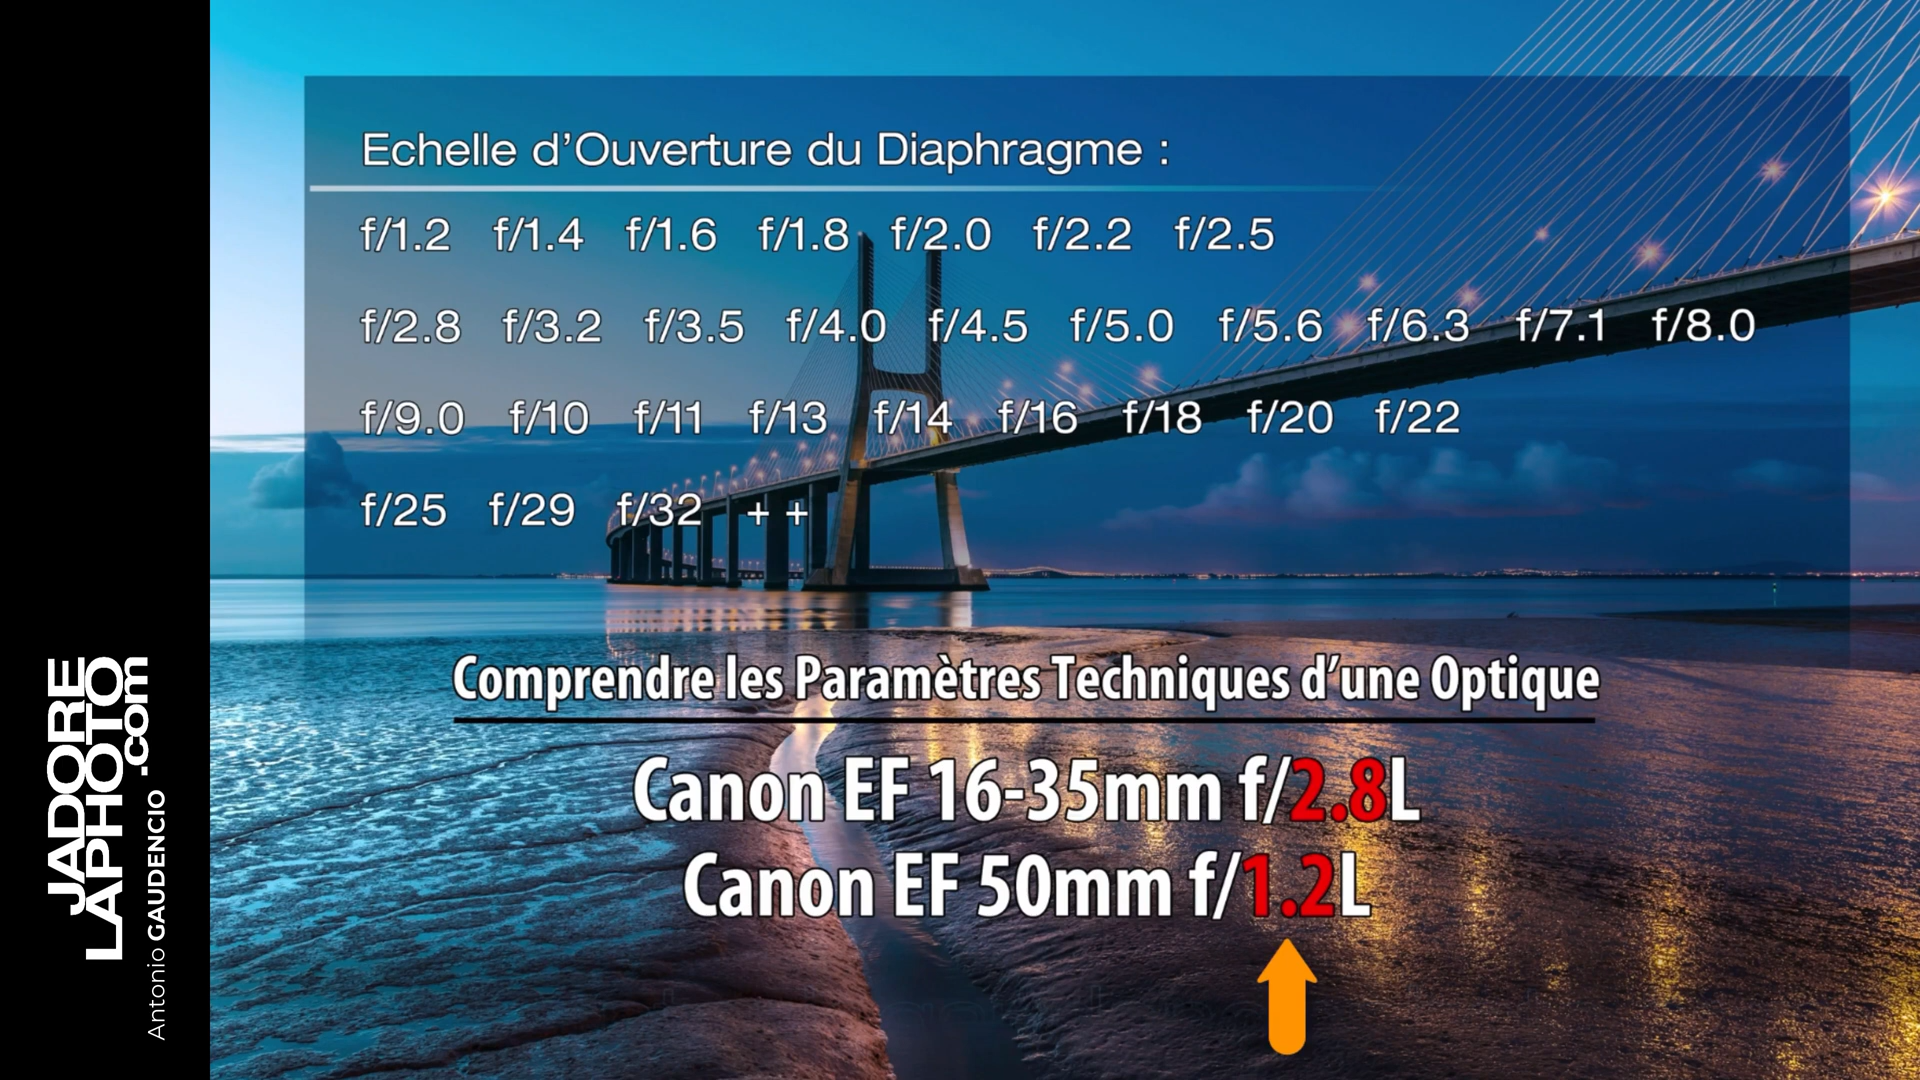 Echelle d’Ouverture du Diaphragme :
f/1.2 f/1.4 f/1.6 f/1.8 f/2.0 f/2.2 f/2.5
f/2.8 f/3.2 f/3.5 f/4.0 f/4.5 f/5.0 f/5.6 f/6.3 f/7.1 f/8.0
f/9.0 f/10 f/11 f/13 f/14 f/16 f/18 f/20 f/22
f/25 f/29 f/32 + +
Comprendre les Paramètres Techniques d’une Optique
Canon EF 16-35mm f/2.8L
Canon EF 50mm f/1.2L
JADORE
LAPHOTO
.com
Antonio GAUDENCIO